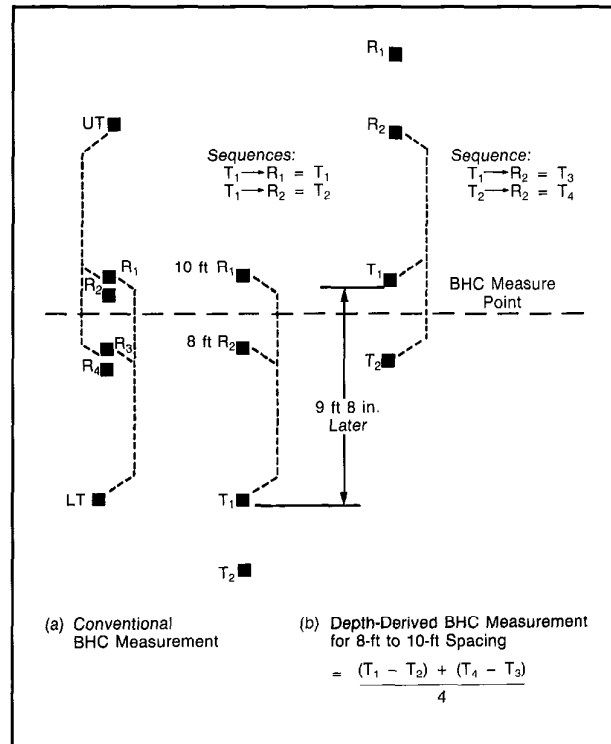 R1
UT
R2
Sequences:
T1 → R1 = T1
T1 → R2 = T2
Sequence:
T1 → R2 = T3
T2 → R2 = T4
R1
R2
10 ft R1
T1
BHC Measure
Point
R3
R4
8 ft R2
T2
9 ft 8 in.
Later
LT
T1
T2
(a) Conventional
BHC Measurement
(b) Depth-Derived BHC Measurement
for 8-ft to 10-ft Spacing
= (T1 − T2) + (T4 − T3)
4